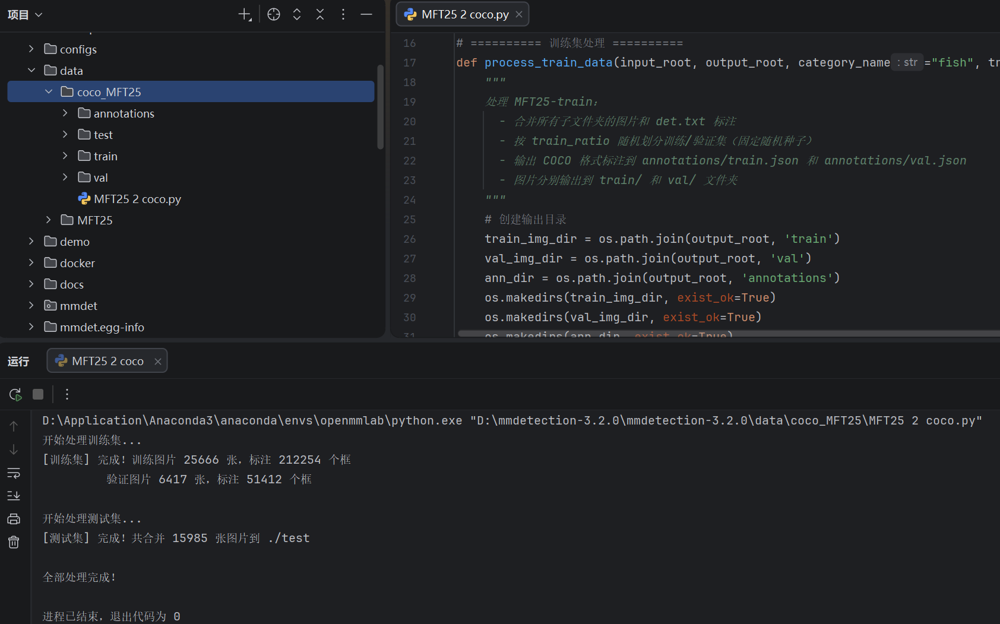 项目
configs
data
coco_MFT25
annotations
test
train
val
MFT25 2 coco.py
MFT25
demo
docker
docs
mmdet
mmdet.egg-info
MFT25 2 coco.py
16 # ========== 训练集处理 ==========
17 def process_train_data(input_root, output_root, category_name : str ="fish", tr
18 """
19 处理 MFT25-train：
20 - 合并所有子文件夹的图片和 det.txt 标注
21 - 按 train_ratio 随机划分训练/验证集（固定随机种子）
22 - 输出 COCO 格式标注到 annotations/train.json 和 annotations/val.json
23 - 图片分别输出到 train/ 和 val/ 文件夹
24 """
25 # 创建输出目录
26 train_img_dir = os.path.join(output_root, 'train')
27 val_img_dir = os.path.join(output_root, 'val')
28 ann_dir = os.path.join(output_root, 'annotations')
29 os.makedirs(train_img_dir, exist_ok=True)
30 os.makedirs(val_img_dir, exist_ok=True)
31 os.makedirs(ann_dir, exist_ok=True)
运行
MFT25 2 coco
D:\Application\Anaconda3\anaconda\envs\openmmlab\python.exe "D:\mmdetection-3.2.0\mmdetection-3.2.0\data\coco_MFT25\MFT25 2 coco.py"
开始处理训练集...
[训练集] 完成！训练图片 25666 张，标注 212254 个框
验证图片 6417 张，标注 51412 个框
开始处理测试集...
[测试集] 完成！共合并 15985 张图片到 ./test
全部处理完成！
进程已结束，退出代码为 0